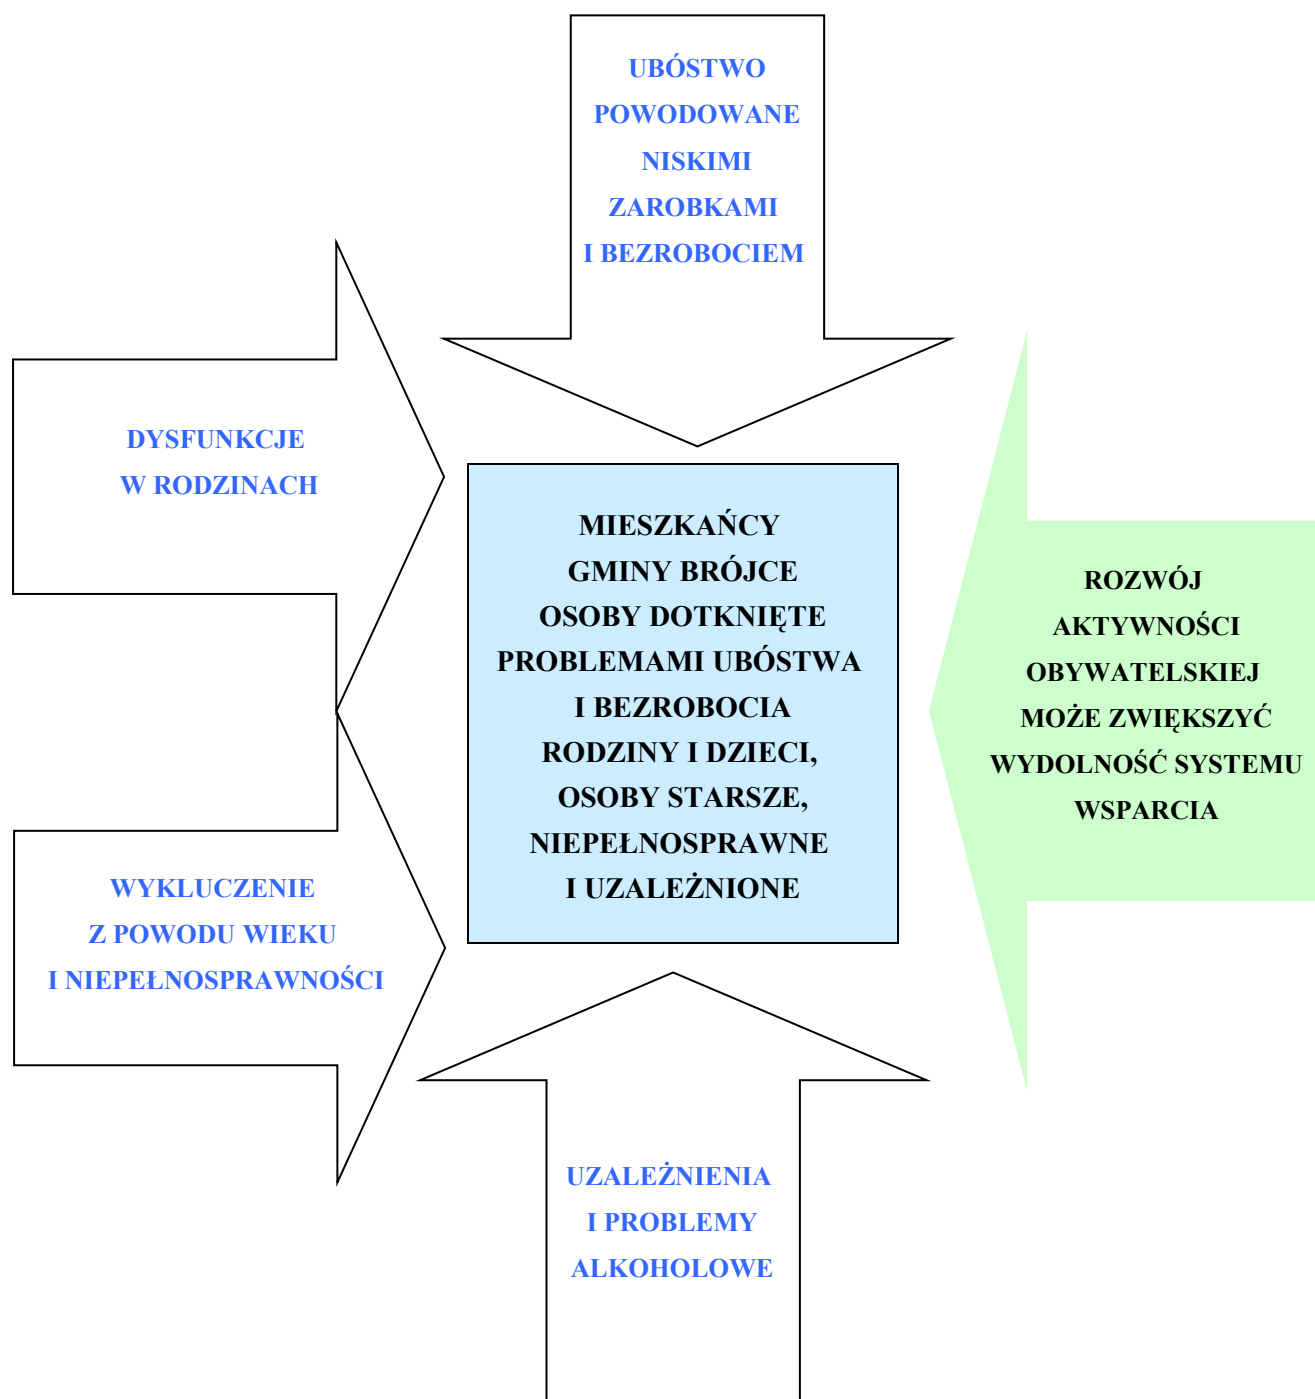 UBÓSTWO
POWODOWANE
NISKIMI
ZAROBKAMI
I BEZROBOCIEM
DYSFUNKCJE
W RODZINACH
MIESZKAŃCY
GMINY BRÓJCE
OSOBY DOTKNIĘTE
PROBLEMAMI UBÓSTWA
I BEZROBOCIA
RODZINY I DZIECI,
OSOBY STARSZE,
NIEPEŁNOSPRAWNE
I UZALEŻNIONE
ROZWÓJ
AKTYWNOŚCI
OBYWATELSKIEJ
MOŻE ZWIĘKSZYĆ
WYDOLNOŚĆ SYSTEMU
WSPARCIA
WYKLUCZENIE
Z POWODU WIEKU
I NIEPEŁNOSPRAWNOŚCI
UZALEŻNIENIA
I PROBLEMY
ALKOHOLOWE